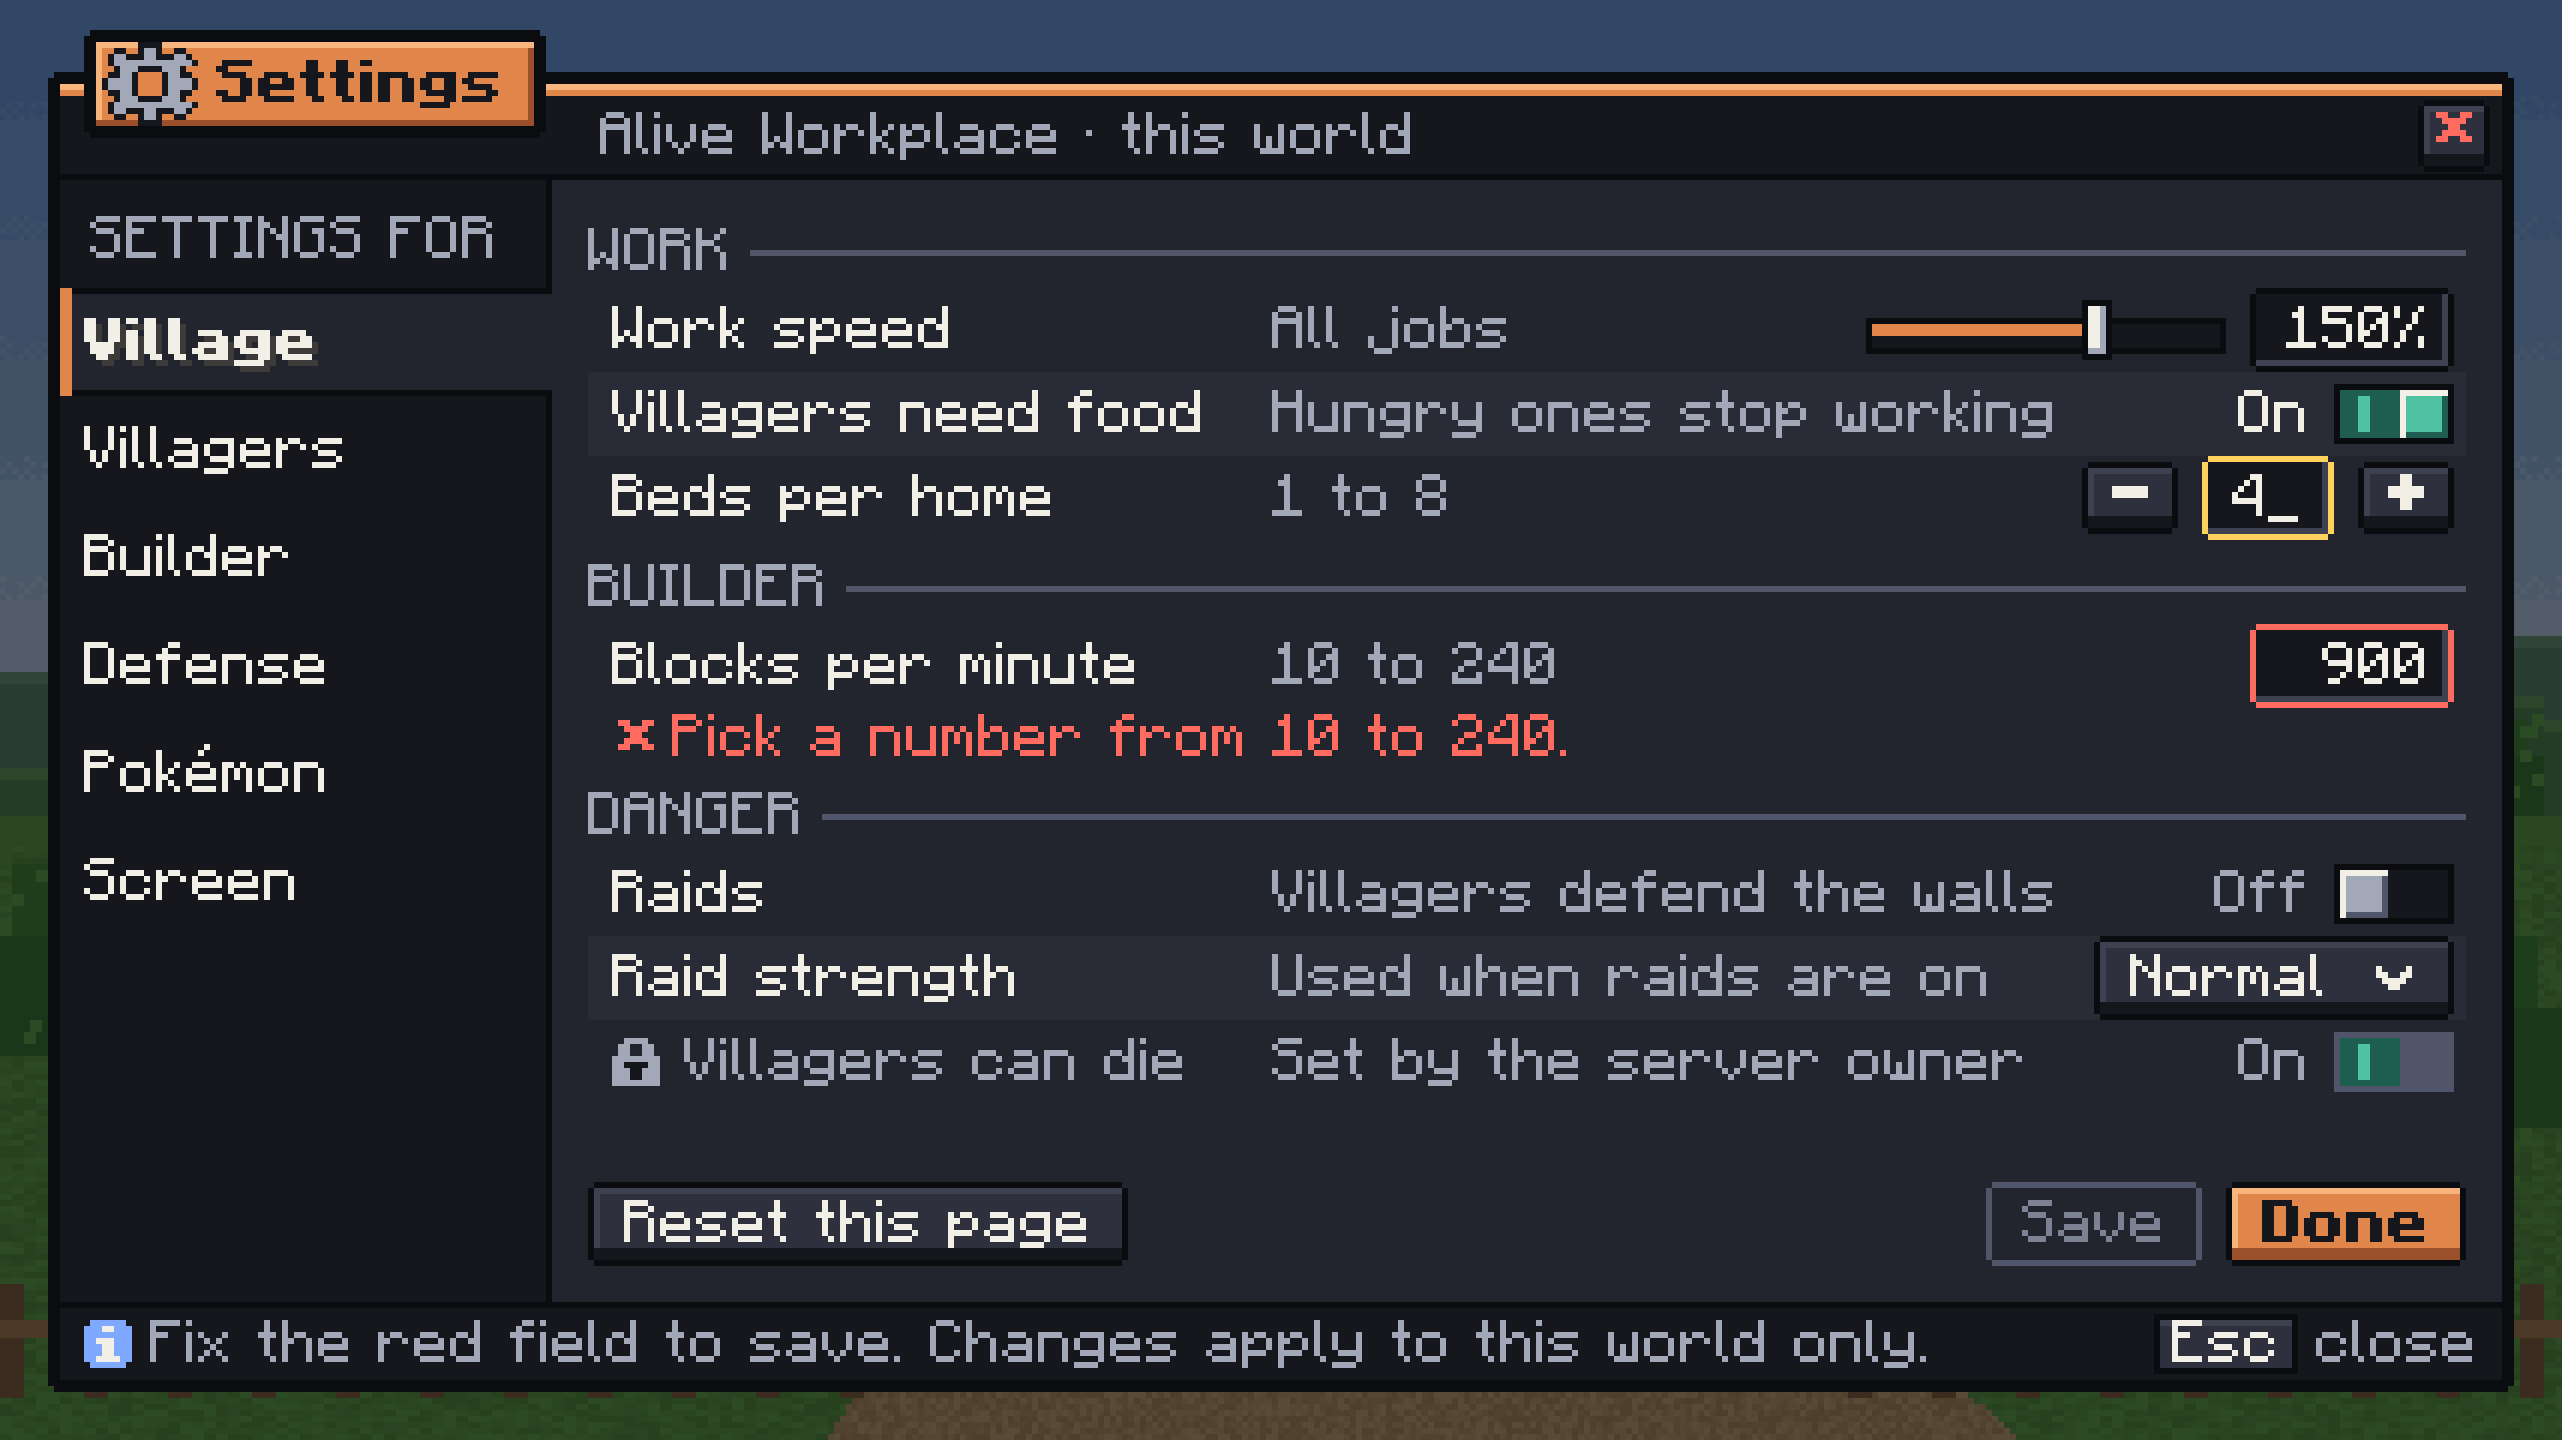 Settings
Alive Workplace · this world
SETTINGS FOR
Village
Villagers
Builder
Defense
Pokémon
Screen
WORK
Work speed All jobs 150%
Villagers need food Hungry ones stop working On
Beds per home 1 to 8 - 4_ +
BUILDER
Blocks per minute 10 to 240 900
Pick a number from 10 to 240.
DANGER
Raids Villagers defend the walls Off
Raid strength Used when raids are on Normal
Villagers can die Set by the server owner On
Reset this page Save Done
Fix the red field to save. Changes apply to this world only. Esc close